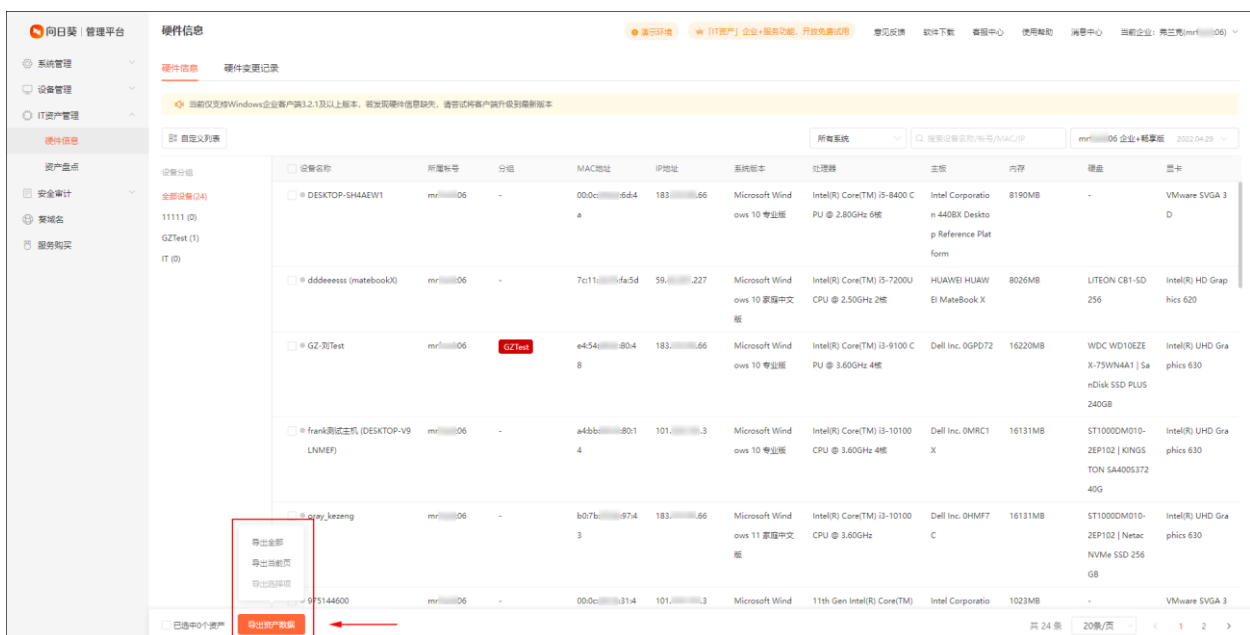 向日葵 管理平台
硬件信息
演示环境
「IT资产」企业+服务功能，开放免费试用
意见反馈 软件下载 客服中心 使用帮助 消息中心 当前企业：弗兰克(mr 06)
系统管理
设备管理
IT资产管理
硬件信息
资产盘点
安全审计
葵域名
服务购买
硬件信息 硬件变更记录
当前仅支持Windows企业客户端3.2.1及以上版本，若发现硬件信息缺失，请尝试将客户端升级到最新版本
自定义列表
所有系统
搜索设备名称/帐号/MAC/IP
mr 06 企业+畅享版 2022.04.29
设备分组
全部设备(24)
11111 (0)
GZTest (1)
IT (0)
设备名称 所属帐号 分组 MAC地址 IP地址 系统版本 处理器 主板 内存 硬盘 显卡
DESKTOP-SH4AEW1 mr 06 - 00:0c: :6d:4 183. .66 Microsoft Wind Intel(R) Core(TM) i5-8400 C Intel Corporatio 8190MB - VMware SVGA 3
a ows 10 专业版 PU @ 2.80GHz 6核 n 440BX Deskto D
p Reference Plat
form
dddeeesss (matebookX) mr 06 - 7c:11: :fa:5d 59. .227 Microsoft Wind Intel(R) Core(TM) i5-7200U HUAWEI HUAW 8026MB LITEON CB1-SD Intel(R) HD Grap
ows 10 家庭中文 CPU @ 2.50GHz 2核 EI MateBook X 256 hics 620
版
GZ-刘Test mr 06 GZTest e4:54: :80:4 183. .66 Microsoft Wind Intel(R) Core(TM) i3-9100 C Dell Inc. 0GPD72 16220MB WDC WD10EZE Intel(R) UHD Gra
8 ows 10 专业版 PU @ 3.60GHz 4核 X-75WN4A1 | Sa phics 630
nDisk SSD PLUS
240GB
frank测试主机 (DESKTOP-V9 mr 06 - a4:bb: :80:1 101. .3 Microsoft Wind Intel(R) Core(TM) i3-10100 Dell Inc. 0MRC1 16131MB ST1000DM010- Intel(R) UHD Gra
LNMEF) 4 ows 10 专业版 CPU @ 3.60GHz 4核 X 2EP102 | KINGS phics 630
TON SA400S372
40G
oray_kezeng mr 06 - b0:7b: :97:4 183. .66 Microsoft Wind Intel(R) Core(TM) i3-10100 Dell Inc. 0HMF7 16131MB ST1000DM010- Intel(R) UHD Gra
3 ows 11 家庭中文 CPU @ 3.60GHz C 2EP102 | Netac phics 630
版 NVMe SSD 256
GB
975144600 mr 06 - 00:0c: :31:4 101. .3 Microsoft Wind 11th Gen Intel(R) Core(TM) Intel Corporatio 1023MB - VMware SVGA 3
导出全部
导出当前页
导出选择项
已选中0个资产 导出资产数据
共 24 条 20条/页 1 2